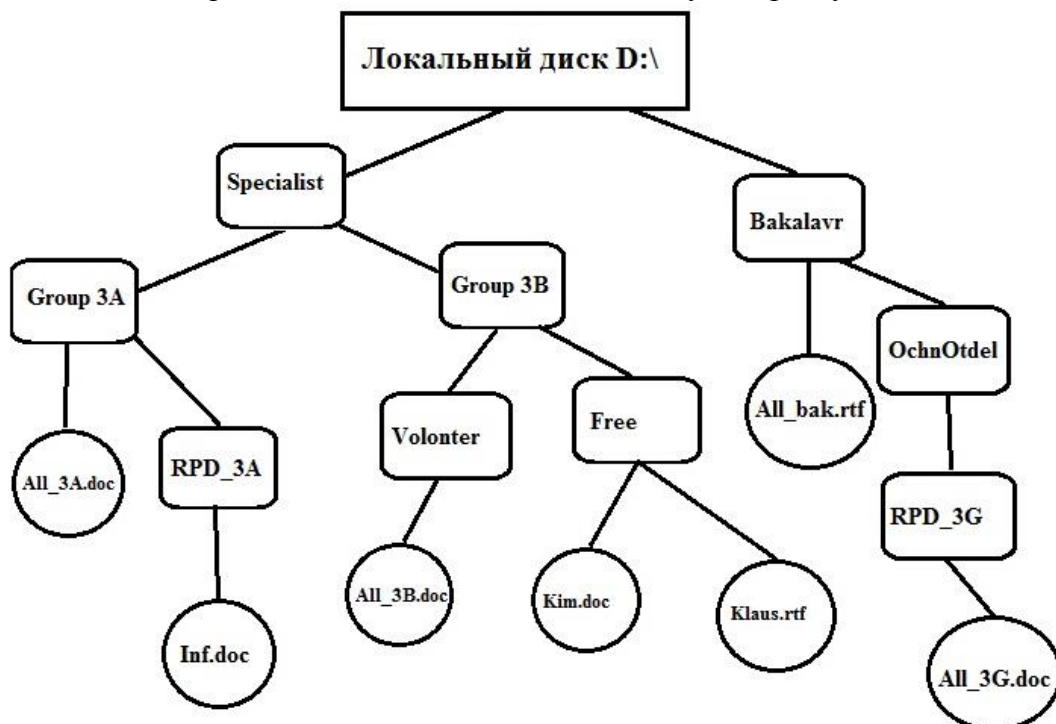 Локальный диск D:\
Specialist
Bakalavr
Group 3A
Group 3B
OchnOtdel
All_bak.rtf
Volonter
Free
All_3A.doc
RPD_3A
RPD_3G
All_3B.doc
Kim.doc
Klaus.rtf
Inf.doc
All_3G.doc